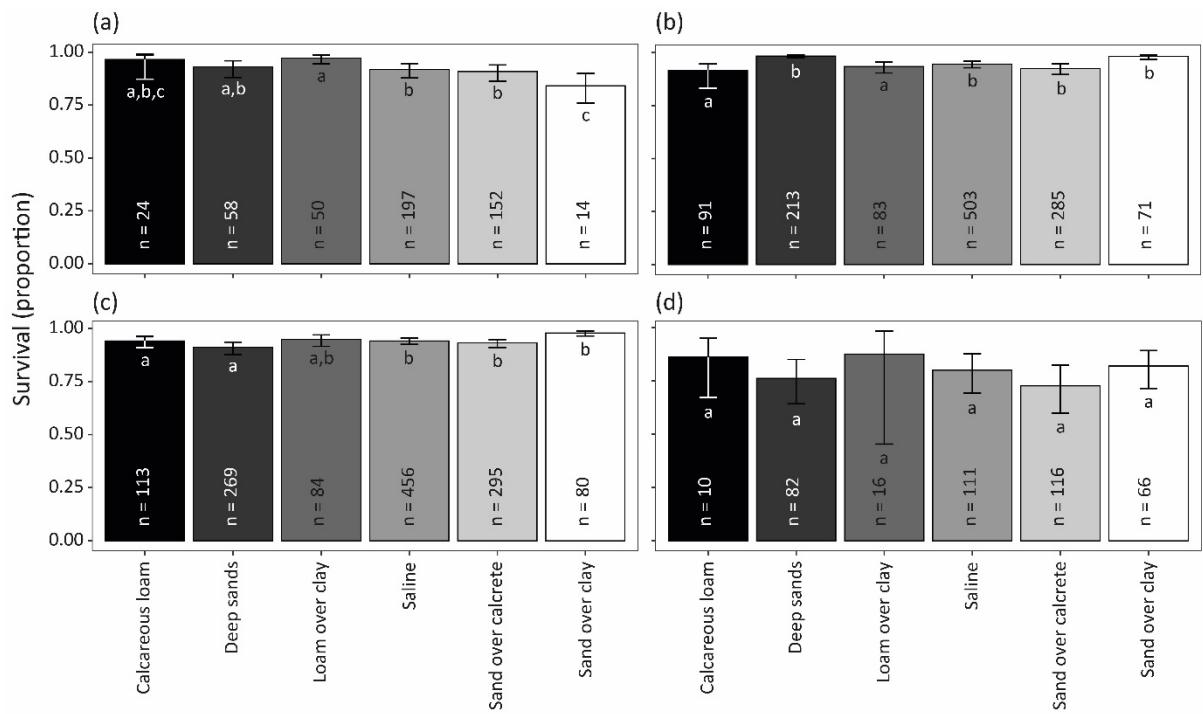 (a)
(b)
1.00
0.75
0.50
0.25
0.00
a,b,c
a,b
a
b
b
c
n = 24
n = 58
n = 50
n = 197
n = 152
n = 14
a
b
a
b
b
b
n = 91
n = 213
n = 83
n = 503
n = 285
n = 71
Survival (proportion)
(c)
(d)
1.00
0.75
0.50
0.25
0.00
a
a
a,b
b
b
b
n = 113
n = 269
n = 84
n = 456
n = 295
n = 80
a
a
a
a
a
a
n = 10
n = 82
n = 16
n = 111
n = 116
n = 66
Calcareous loam
Deep sands
Loam over clay
Saline
Sand over calcrete
Sand over clay
Calcareous loam
Deep sands
Loam over clay
Saline
Sand over calcrete
Sand over clay